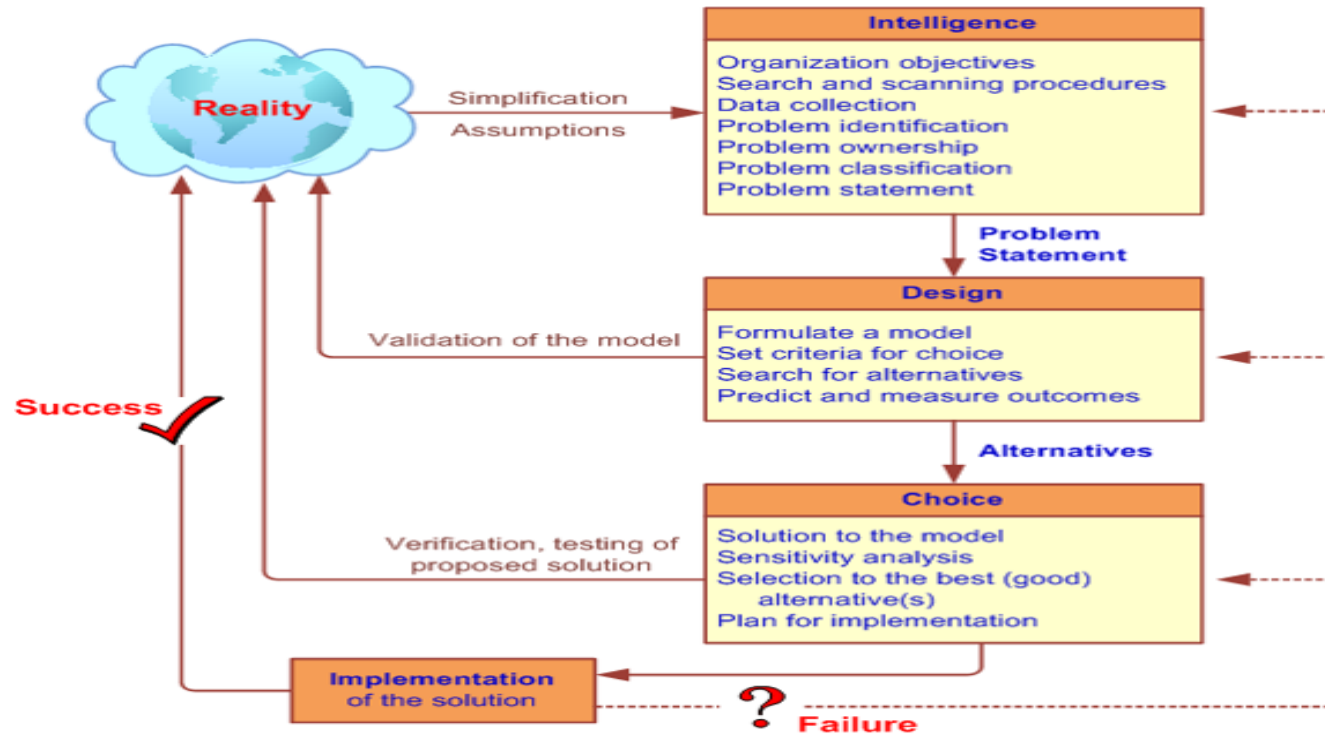 Intelligence
Organization objectives
Search and scanning procedures
Data collection
Problem identification
Problem ownership
Problem classification
Problem statement
Reality
Simplification
Assumptions
Problem
Statement
Design
Formulate a model
Set criteria for choice
Search for alternatives
Predict and measure outcomes
Validation of the model
Success
Alternatives
Choice
Solution to the model
Sensitivity analysis
Selection to the best (good)
alternative(s)
Plan for implementation
Verification, testing of
proposed solution
Implementation
of the solution
?
Failure